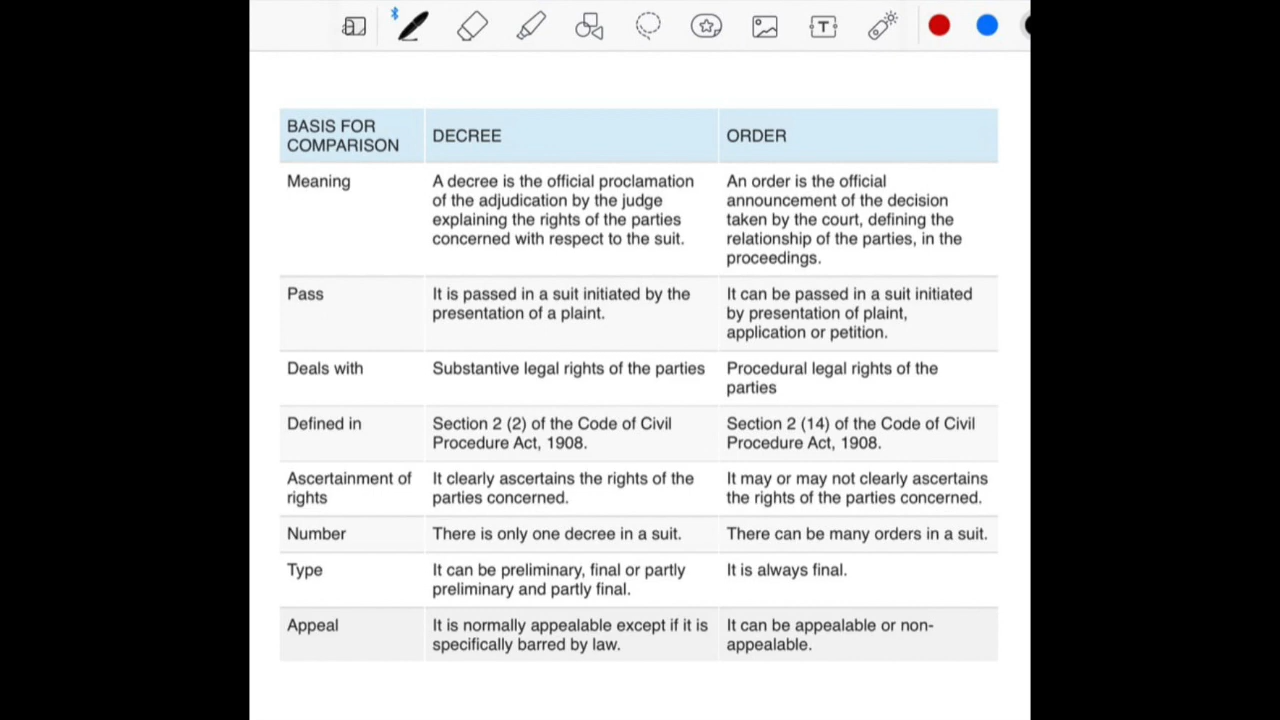 BASIS FOR
COMPARISON
DECREE
ORDER
Meaning
A decree is the official proclamation
of the adjudication by the judge
explaining the rights of the parties
concerned with respect to the suit.
An order is the official
announcement of the decision
taken by the court, defining the
relationship of the parties, in the
proceedings.
Pass
It is passed in a suit initiated by the
presentation of a plaint.
It can be passed in a suit initiated
by presentation of plaint,
application or petition.
Deals with
Substantive legal rights of the parties
Procedural legal rights of the
parties
Defined in
Section 2 (2) of the Code of Civil
Procedure Act, 1908.
Section 2 (14) of the Code of Civil
Procedure Act, 1908.
Ascertainment of
rights
It clearly ascertains the rights of the
parties concerned.
It may or may not clearly ascertains
the rights of the parties concerned.
Number
There is only one decree in a suit.
There can be many orders in a suit.
Type
It can be preliminary, final or partly
preliminary and partly final.
It is always final.
Appeal
It is normally appealable except if it is
specifically barred by law.
It can be appealable or non-
appealable.